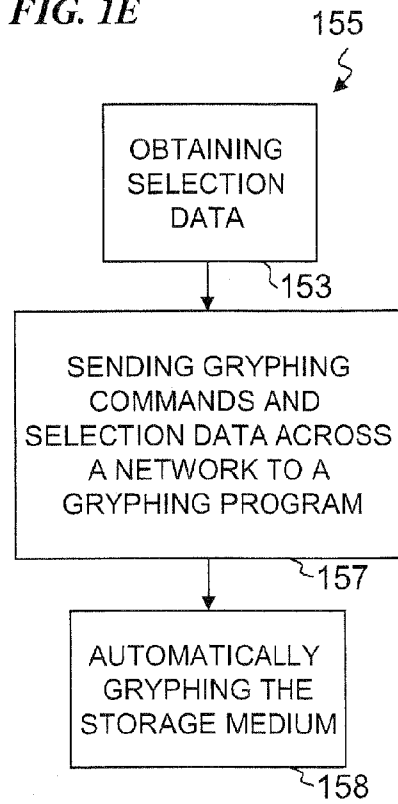 FIG. 1E
155
OBTAINING
SELECTION
DATA
153
SENDING GRYPHING
COMMANDS AND
SELECTION DATA ACROSS
A NETWORK TO A
GRYPHING PROGRAM
157
AUTOMATICALLY
GRYPHING THE
STORAGE MEDIUM
158